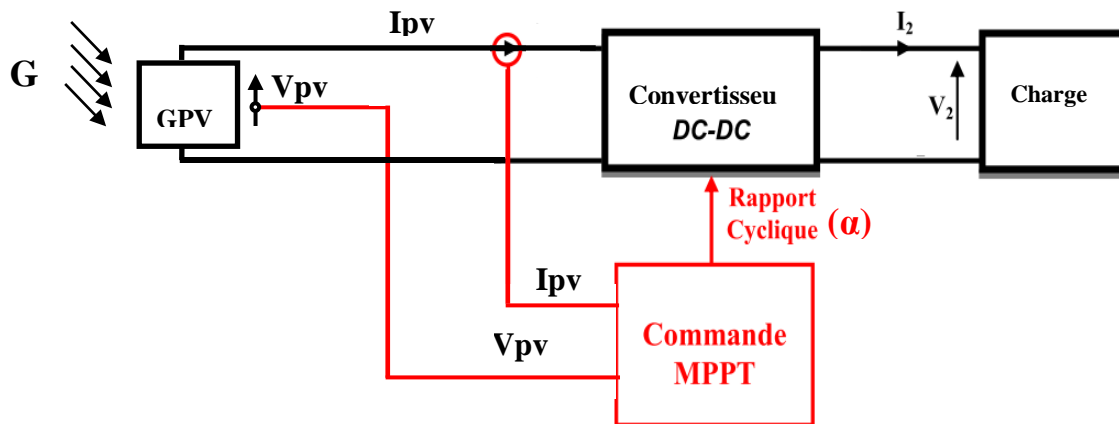 Ipv
I₂
G
Vpv
GPV
Convertisseu
DC-DC
V₂
Charge
Rapport
Cyclique (α)
Ipv
Vpv
Commande
MPPT